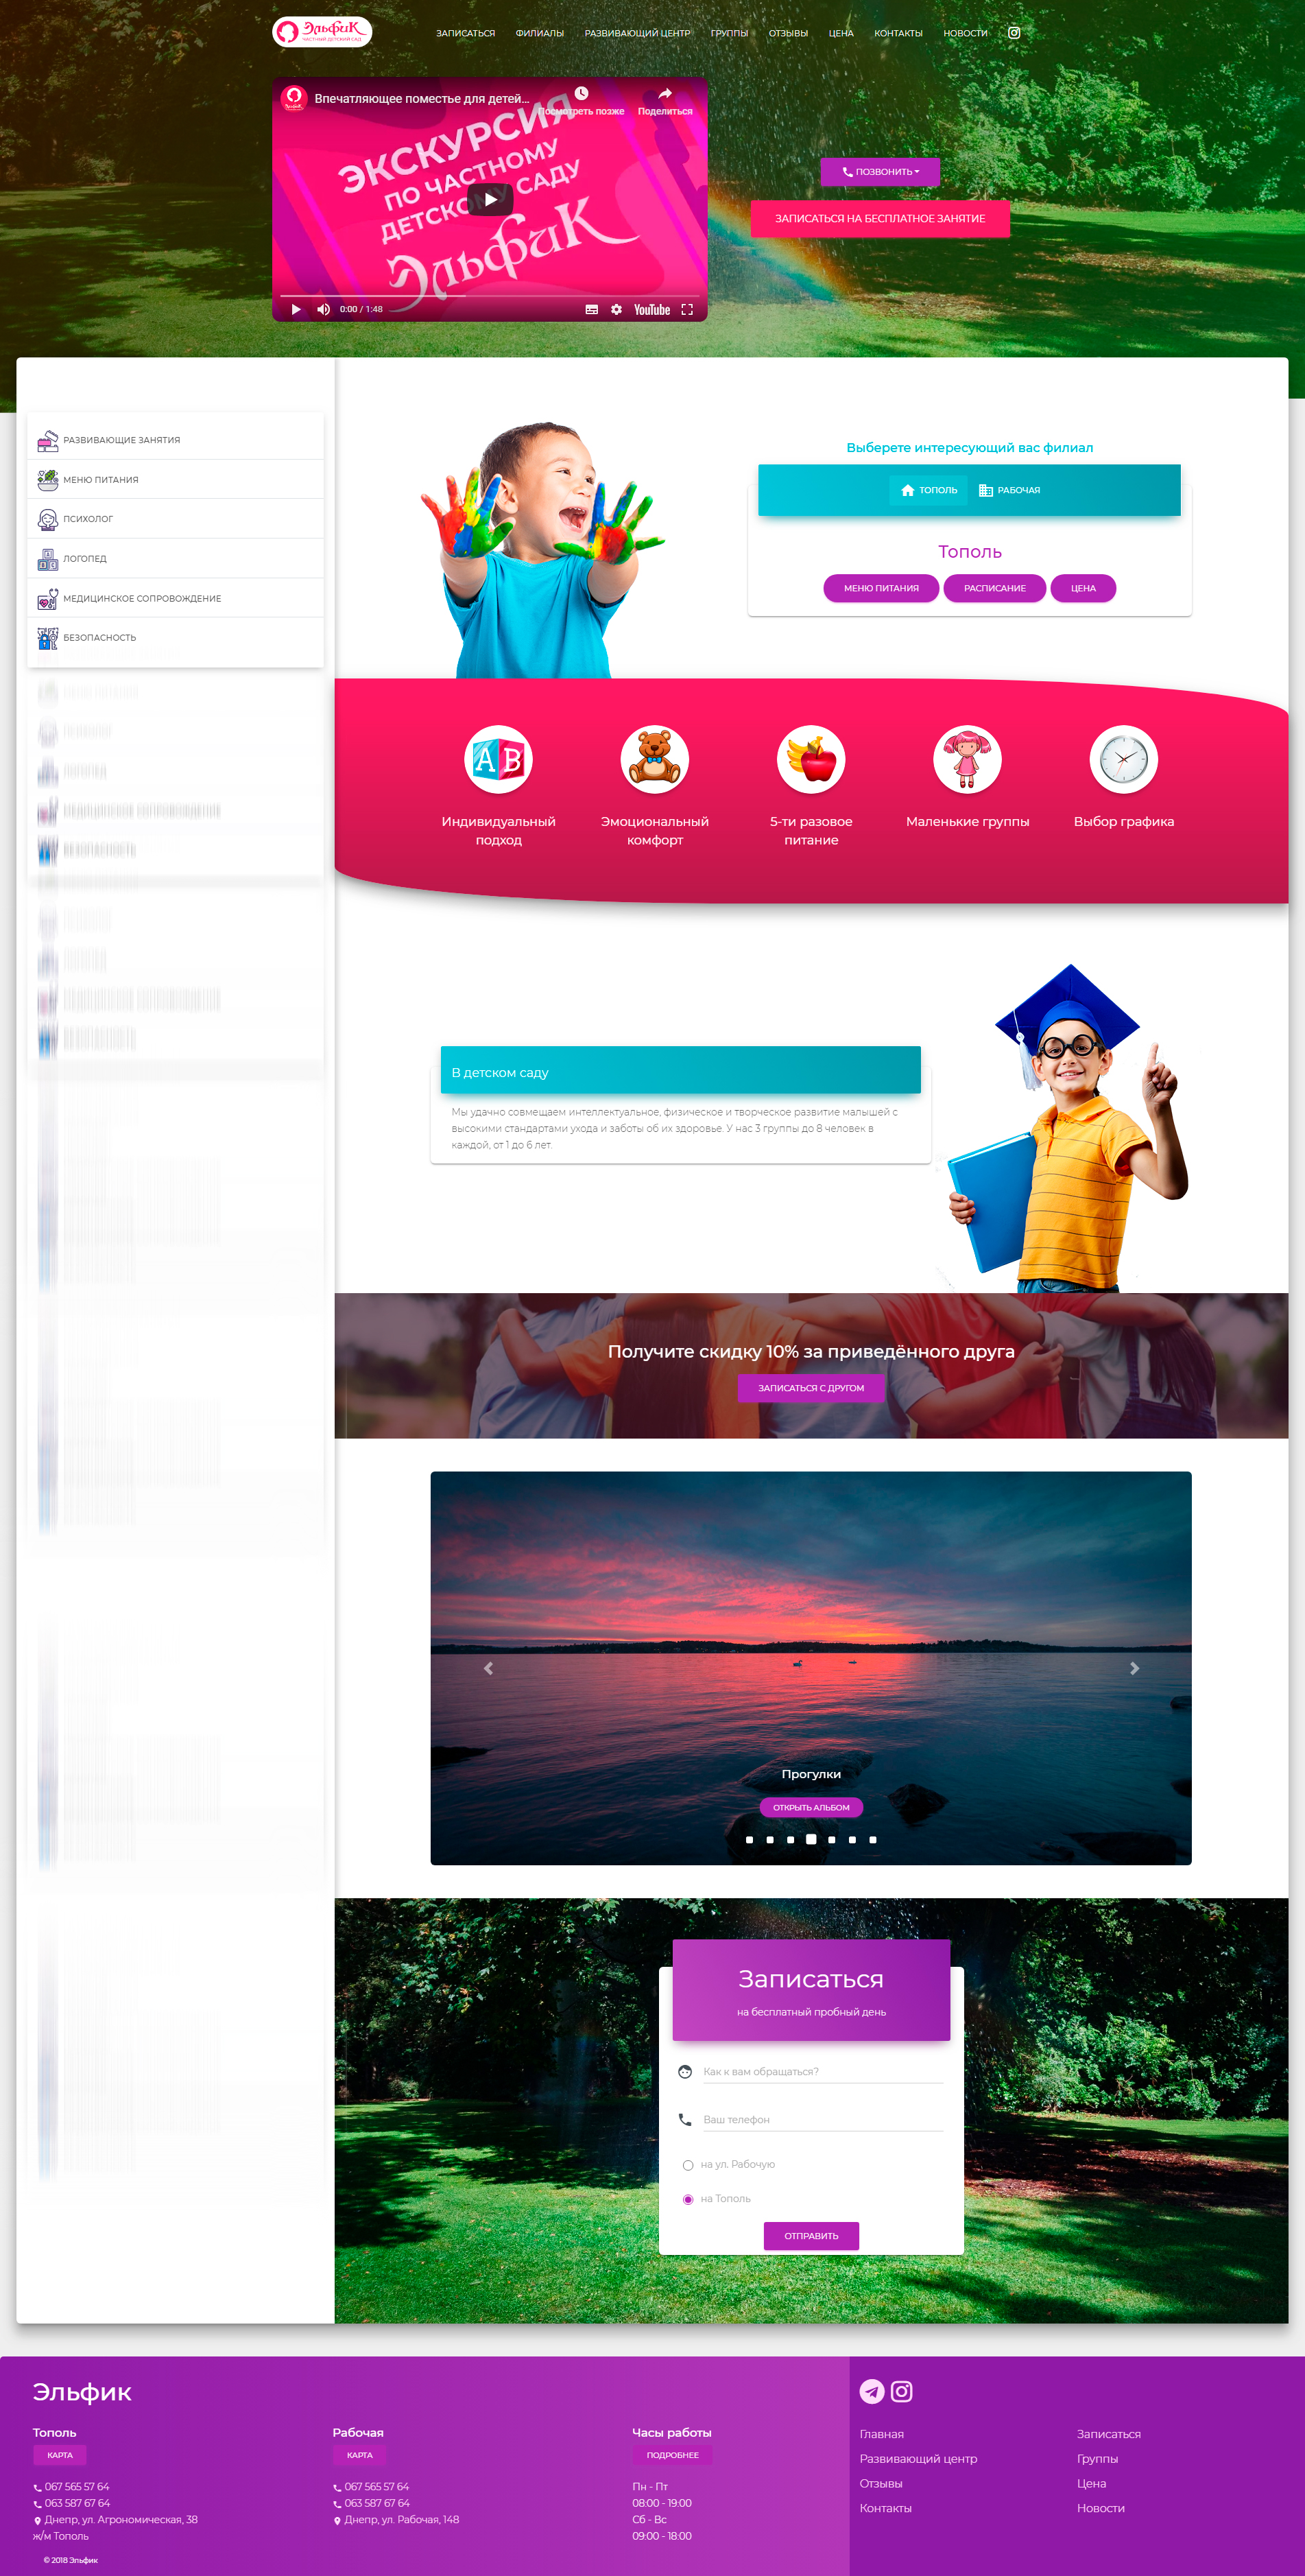 Эльфик
ЧАСТНЫЙ ДЕТСКИЙ САД
ЗАПИСАТЬСЯ
ФИЛИАЛЫ
РАЗВИВАЮЩИЙ ЦЕНТР
ГРУППЫ
ОТЗЫВЫ
ЦЕНА
КОНТАКТЫ
НОВОСТИ
Впечатляющее поместье для детей...
Посмотреть позже
Поделиться
ЭКСКУРСИЯ
ПО ЧАСТНОМУ
ДЕТСКОМУ САДУ
Эльфик
0:00 / 1:48
YouTube
ПОЗВОНИТЬ
ЗАПИСАТЬСЯ НА БЕСПЛАТНОЕ ЗАНЯТИЕ
РАЗВИВАЮЩИЕ ЗАНЯТИЯ
МЕНЮ ПИТАНИЯ
ПСИХОЛОГ
ЛОГОПЕД
МЕДИЦИНСКОЕ СОПРОВОЖДЕНИЕ
БЕЗОПАСНОСТЬ
Выберете интересующий вас филиал
ТОПОЛЬ
РАБОЧАЯ
Тополь
МЕНЮ ПИТАНИЯ
РАСПИСАНИЕ
ЦЕНА
A B
Индивидуальный
подход
Эмоциональный
комфорт
5-ти разовое
питание
Маленькие группы
Выбор графика
В детском саду
Мы удачно совмещаем интеллектуальное, физическое и творческое развитие малышей с
высокими стандартами ухода и заботы об их здоровье. У нас 3 группы до 8 человек в
каждой, от 1 до 6 лет.
Получите скидку 10% за приведённого друга
ЗАПИСАТЬСЯ С ДРУГОМ
Прогулки
ОТКРЫТЬ АЛЬБОМ
Записаться
на бесплатный пробный день
Как к вам обращаться?
Ваш телефон
на ул. Рабочую
на Тополь
ОТПРАВИТЬ
Эльфик
Тополь
КАРТА
067 565 57 64
063 587 67 64
Днепр, ул. Агрономическая, 38
ж/м Тополь
Рабочая
КАРТА
067 565 57 64
063 587 67 64
Днепр, ул. Рабочая, 148
Часы работы
ПОДРОБНЕЕ
Пн - Пт
08:00 - 19:00
Сб - Вс
09:00 - 18:00
Главная
Развивающий центр
Отзывы
Контакты
Записаться
Группы
Цена
Новости
© 2018 Эльфик